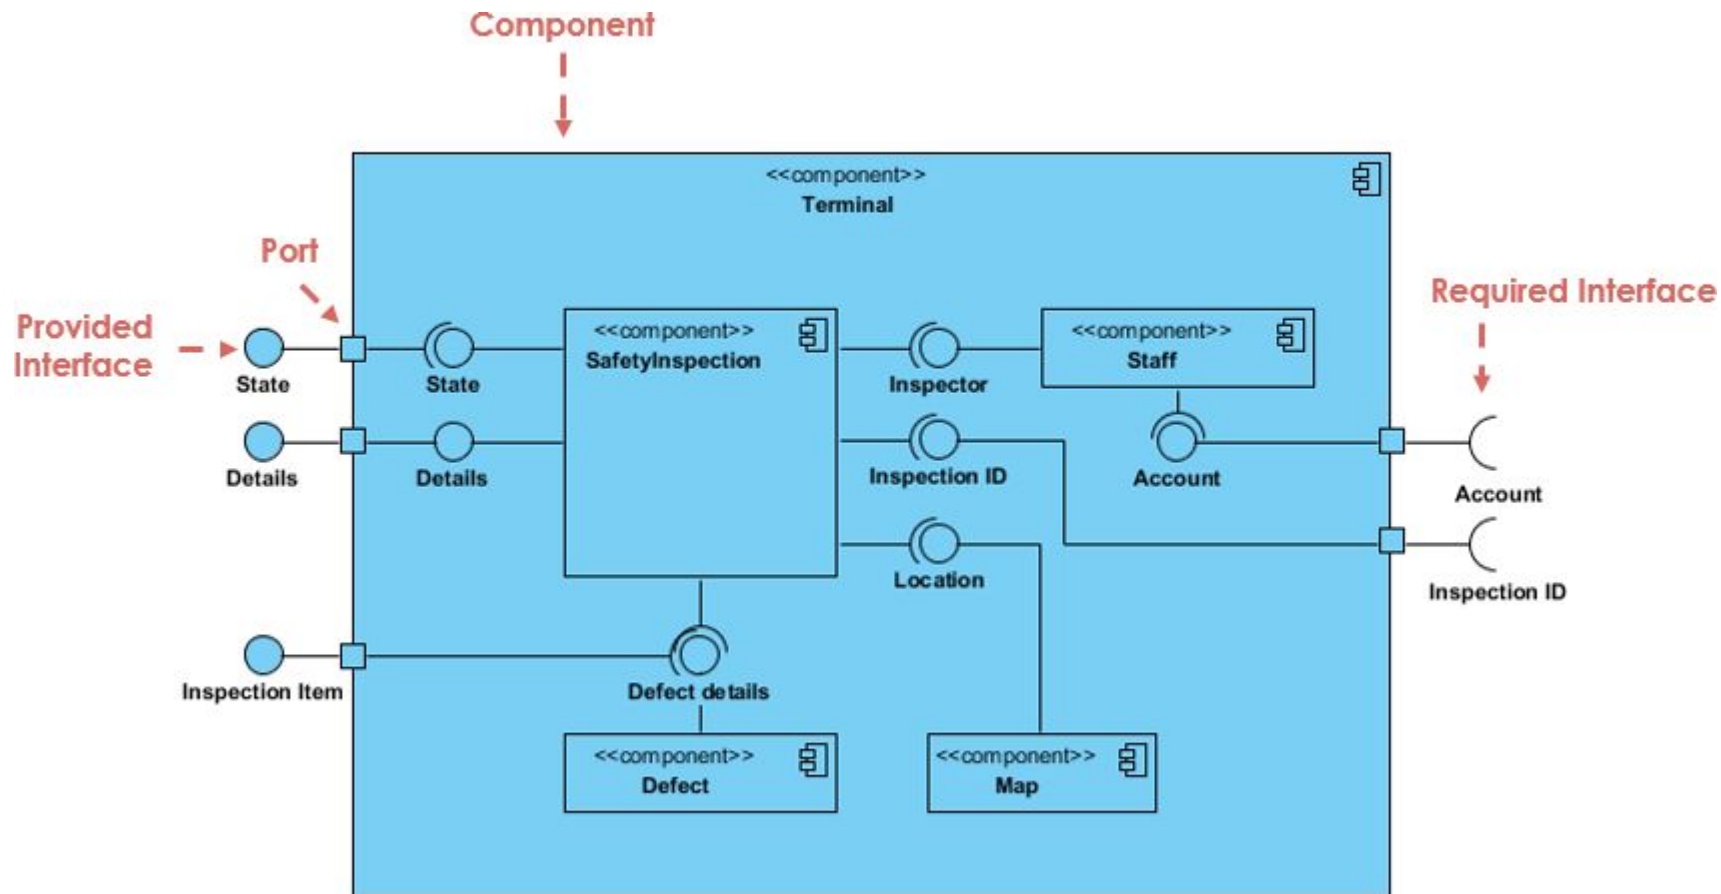 Component
<<component>>
Terminal
Port
Required Interface
Provided
Interface
<<component>>
SafetyInspection
<<component>>
Staff
State
State
Inspector
Details
Details
Inspection ID
Account
Account
Location
Inspection ID
Inspection Item
Defect details
<<component>>
Defect
<<component>>
Map